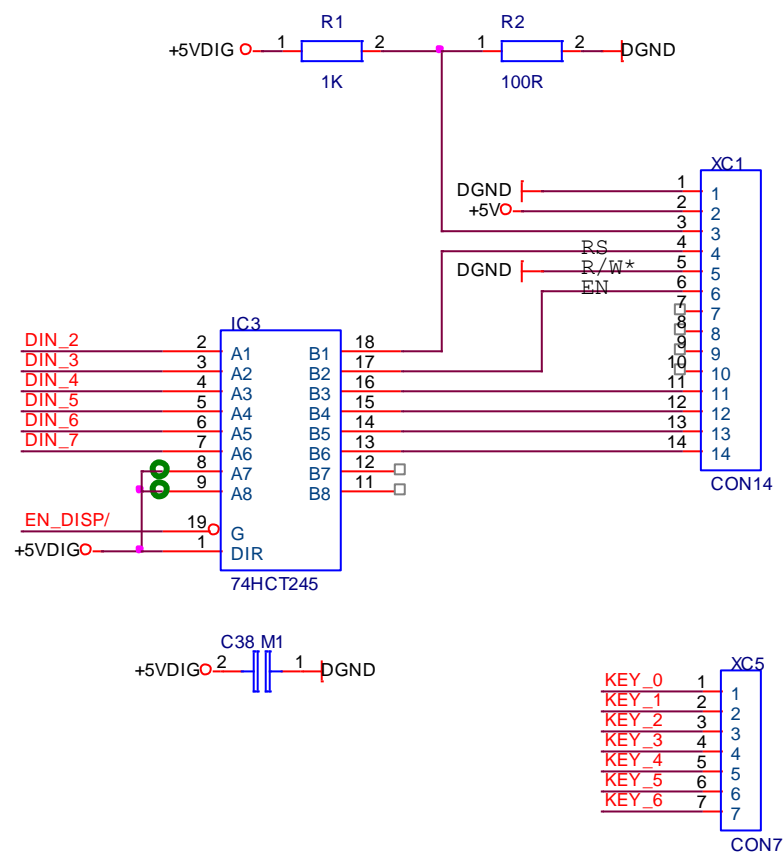 R1 R2
+5VDIG 1 2 1 2 DGND
1K 100R
XC1
DGND 1 1
+5V 2 2
3 3
RS 4 4
DGND R/W* 5 5
EN 6 6
7 7
8 8
9 9
10 10
11 11
12 12
13 13
14 14
CON14
IC3
DIN_2 2 A1 B1 18
DIN_3 3 A2 B2 17
DIN_4 4 A3 B3 16
DIN_5 5 A4 B4 15
DIN_6 6 A5 B5 14
DIN_7 7 A6 B6 13
8 A7 B7 12
9 A8 B8 11
EN_DISP/ 19 G
+5VDIG 1 DIR
74HCT245
C38 M1
+5VDIG 2 1 DGND
XC5
KEY_0 1 1
KEY_1 2 2
KEY_2 3 3
KEY_3 4 4
KEY_4 5 5
KEY_5 6 6
KEY_6 7 7
CON7